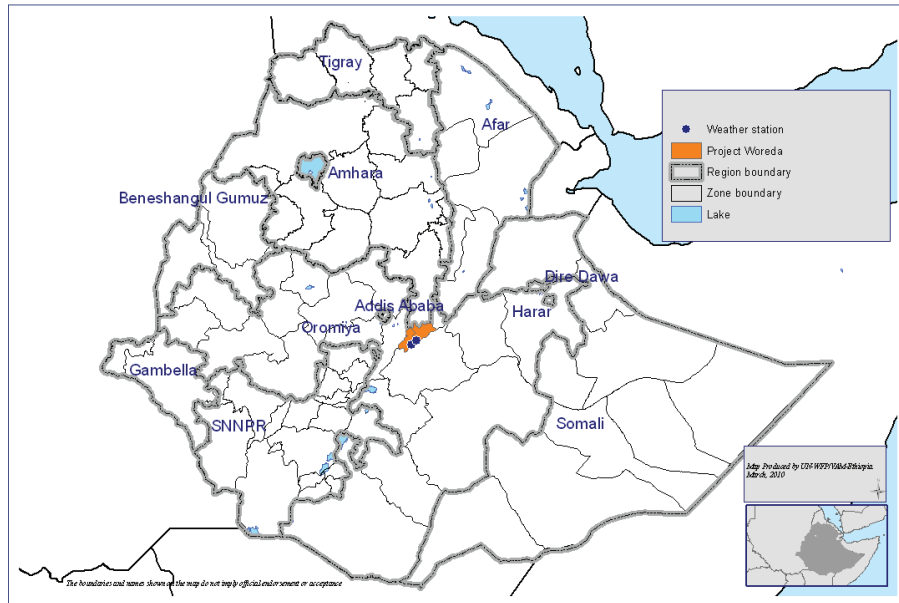 Tigray
Afar
Weather station
Project Woreda
Region boundary
Zone boundary
Lake
Amhara
Beneshangul Gumuz
Dire Dawa
Addis Ababa
Harar
Oromiya
Gambella
SNNPR
Somali
Map Produced by UN-WFP/VAM-Ethiopia
March, 2010
The boundaries and names shown on the map do not imply official endorsement or acceptance